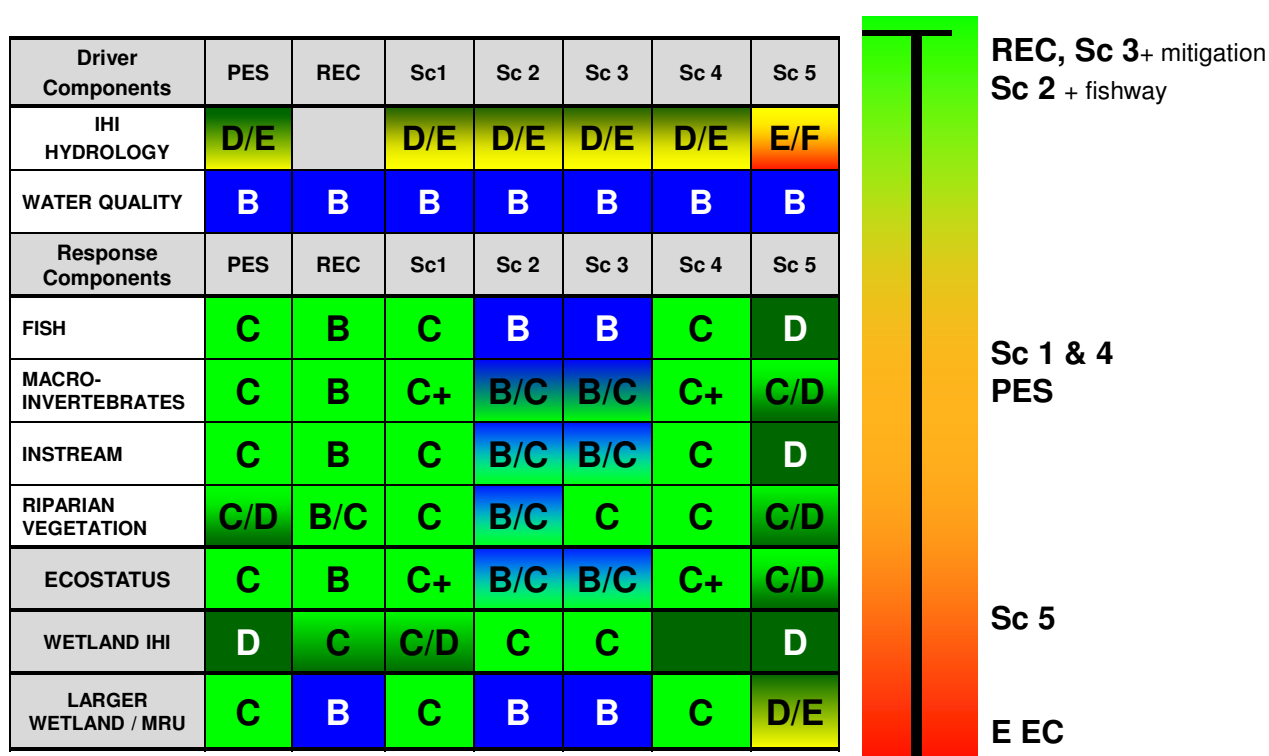 Driver Components PES REC Sc1 Sc 2 Sc 3 Sc 4 Sc 5
IHI HYDROLOGY D/E D/E D/E D/E D/E E/F
WATER QUALITY B B B B B B B
Response Components PES REC Sc1 Sc 2 Sc 3 Sc 4 Sc 5
FISH C B C B B C D
MACRO-INVERTEBRATES C B C+ B/C B/C C+ C/D
INSTREAM C B C B/C B/C C D
RIPARIAN VEGETATION C/D B/C C B/C C C C/D
ECOSTATUS C B C+ B/C B/C C+ C/D
WETLAND IHI D C C/D C C D
LARGER WETLAND / MRU C B C B B C D/E
REC, Sc 3+ mitigation
Sc 2 + fishway
Sc 1 & 4
PES
Sc 5
E EC